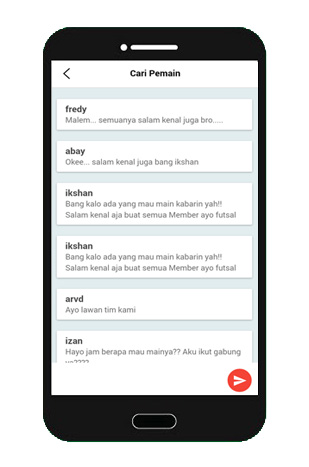 Cari Pemain
fredy
Malem... semuanya salam kenal juga bro.....
abay
Okee... salam kenal juga bang ikshan
ikshan
Bang kalo ada yang mau main kabarin yah!!
Salam kenal aja buat semua Member ayo futsal
ikshan
Bang kalo ada yang mau main kabarin yah!!
Salam kenal aja buat semua Member ayo futsal
arvd
Ayo lawan tim kami
izan
Hayo jam berapa mau mainya?? Aku ikut gabung
ya????